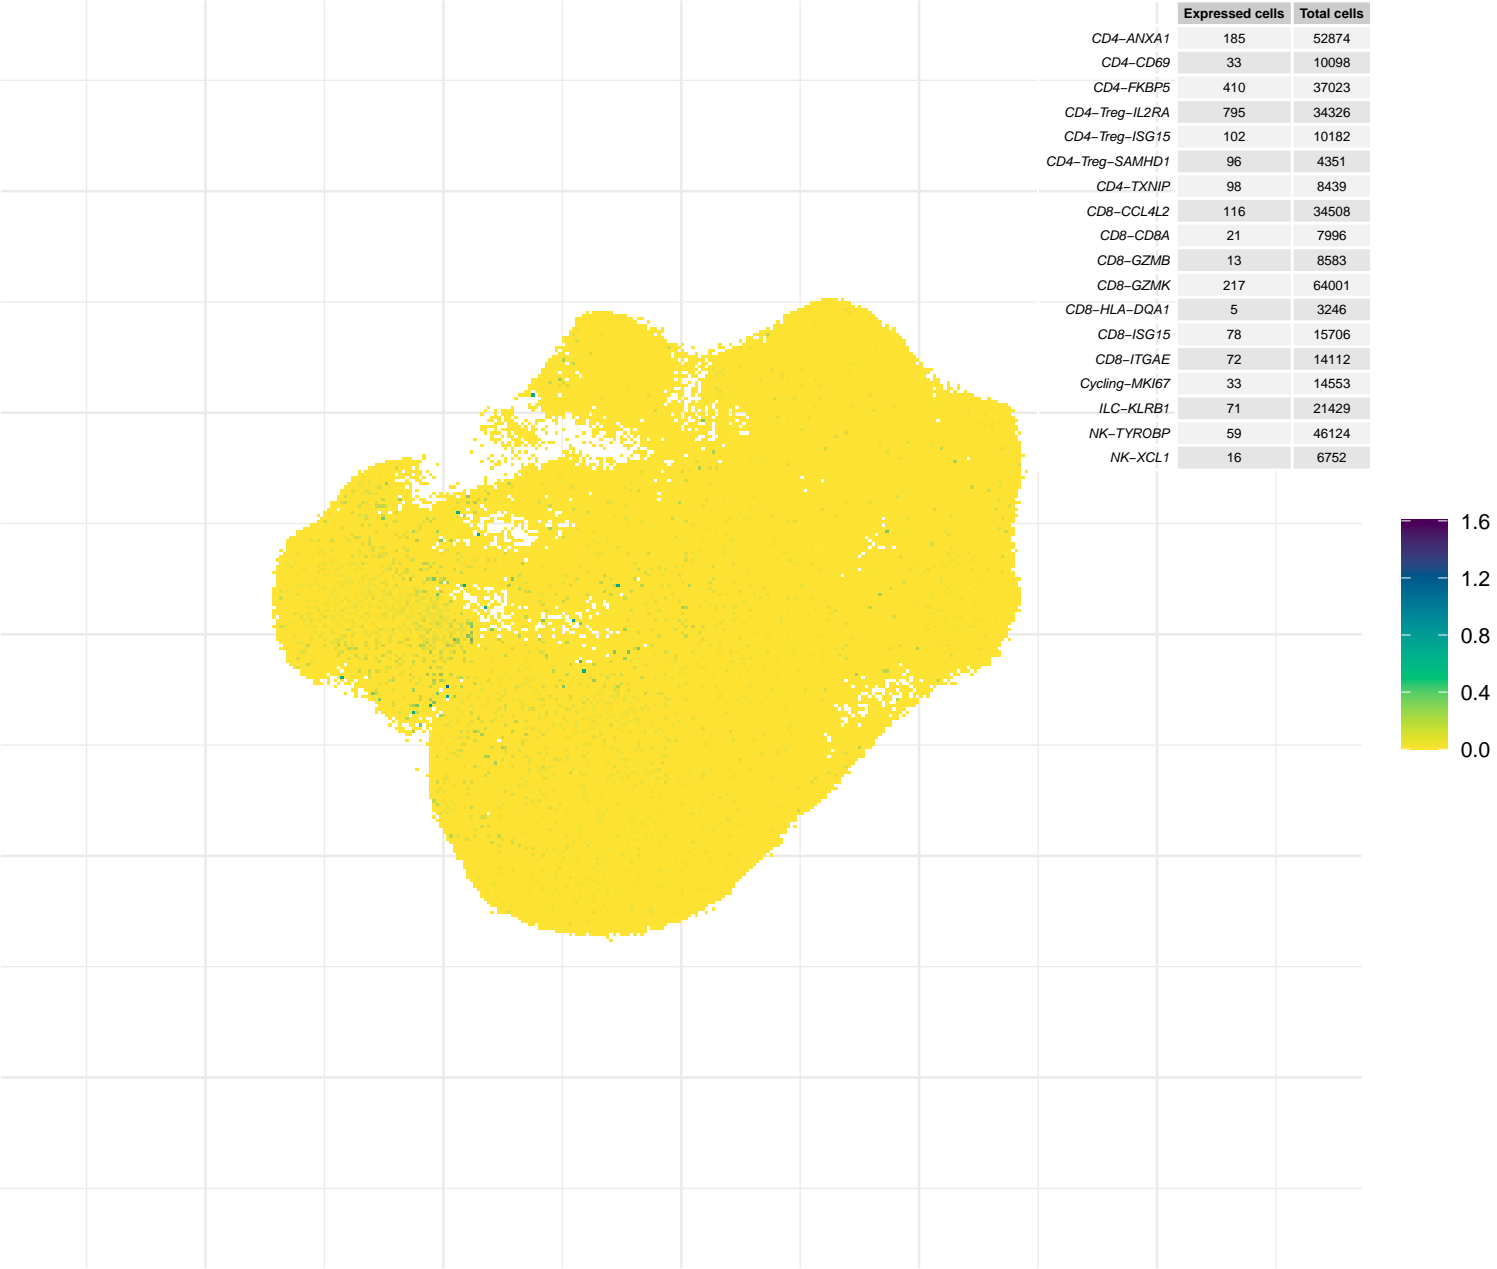 Expressed cells Total cells
CD4−ANXA1 185 52874
CD4−CD69 33 10098
CD4−FKBP5 410 37023
CD4−Treg−IL2RA 795 34326
CD4−Treg−ISG15 102 10182
CD4−Treg−SAMHD1 96 4351
CD4−TXNIP 98 8439
CD8−CCL4L2 116 34508
CD8−CD8A 21 7996
CD8−GZMB 13 8583
CD8−GZMK 217 64001
CD8−HLA−DQA1 5 3246
CD8−ISG15 78 15706
CD8−ITGAE 72 14112
Cycling−MKI67 33 14553
ILC−KLRB1 71 21429
NK−TYROBP 59 46124
NK−XCL1 16 6752
1.6
1.2
0.8
0.4
0.0